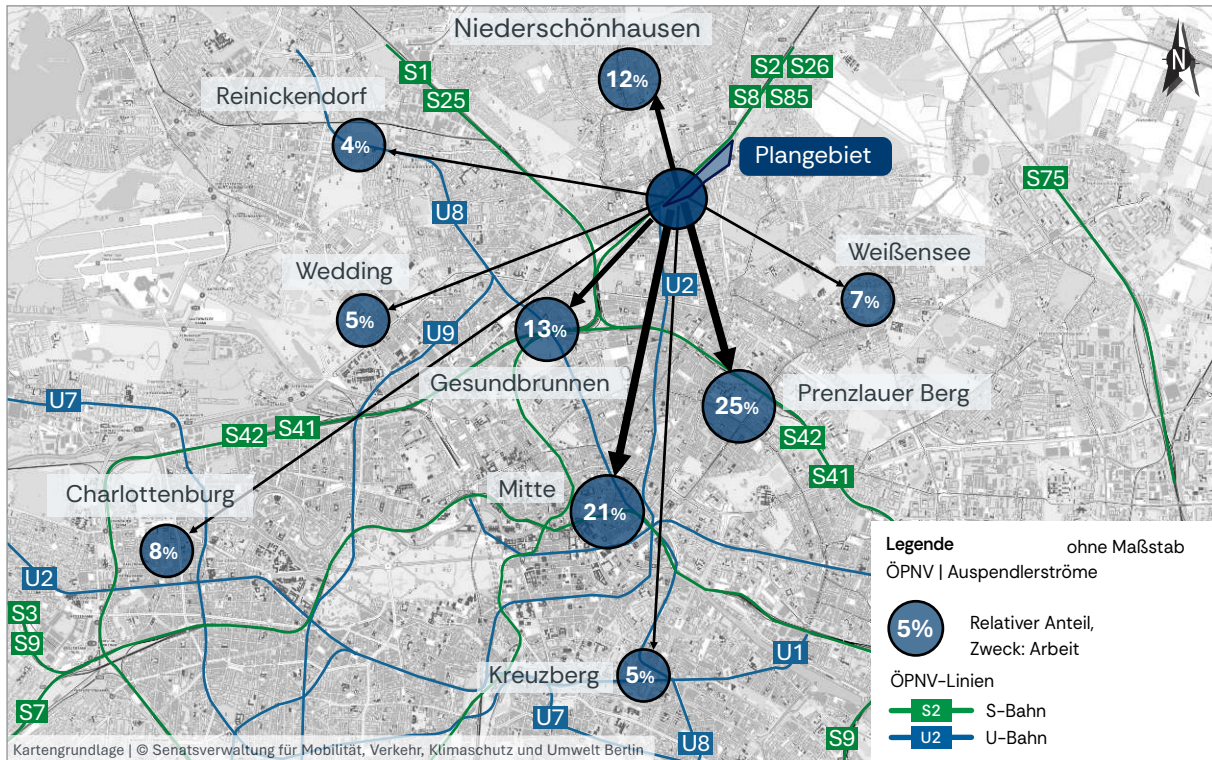 Niederschönhausen
12%
S1
S25
S2
S26
S8
S85
Reinickendorf
4%
N
Plangebiet
S75
U8
Weißensee
7%
Wedding
5%
U2
U9
13%
Gesundbrunnen
25%
Prenzlauer Berg
U7
S42
S41
S42
S41
Charlottenburg
8%
Mitte
21%
U2
S3
S9
S7
Kreuzberg
5%
U1
U7
U8
S9
Legende
ohne Maßstab
ÖPNV | Auspendlerströme
5%
Relativer Anteil,
Zweck: Arbeit
ÖPNV-Linien
S2
S-Bahn
U2
U-Bahn
Kartengrundlage | © Senatsverwaltung für Mobilität, Verkehr, Klimaschutz und Umwelt Berlin